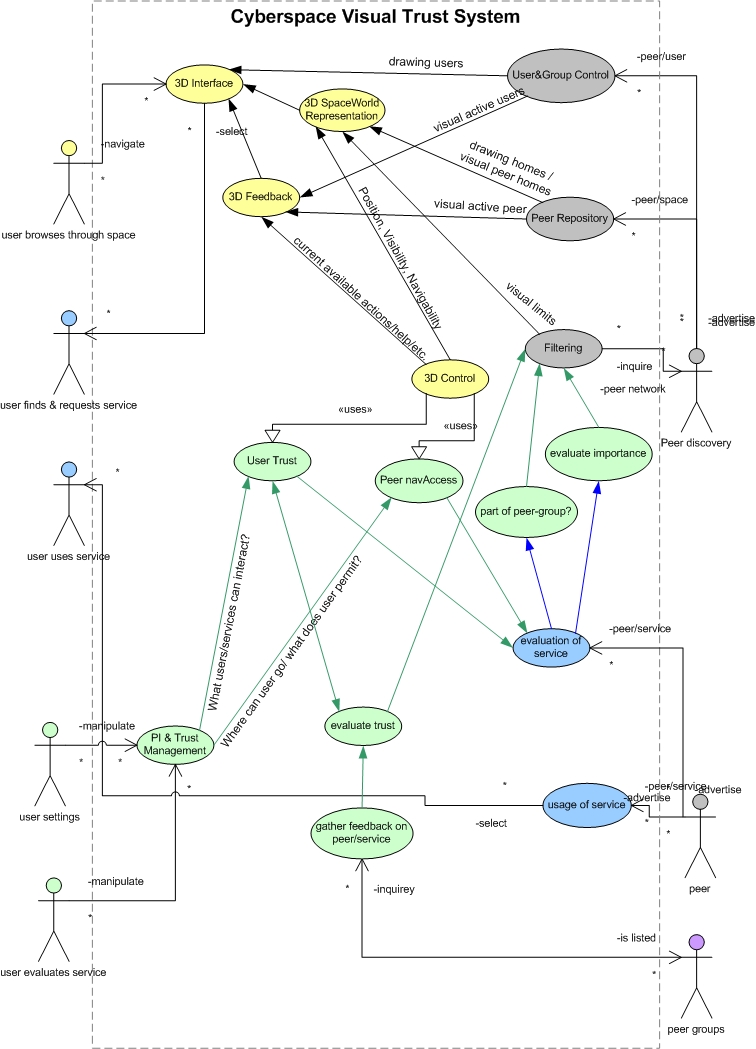 Cyberspace Visual Trust System
drawing users
-peer/user
3D Interface
User&Group Control
*
*
3D SpaceWorld
Representation
visual active users
*
-select
-navigate
drawing homes /
visual peer homes
*
3D Feedback
visual active peer
Peer Repository
-peer/space
*
user browses through space
Position, Visibility, Navigability
current available actions/help/etc.
visual limits
*
*
*
-advertise
-advertise
*
Filtering
*
-inquire
-peer network
3D Control
user finds & requests service
«uses»
«uses»
Peer discovery
User Trust
evaluate importance
*
Peer navAccess
part of peer-group?
user uses service
What users/services can interact?
Where can user go/ what does user permit?
-peer/service
evaluation of
service
*
-manipulate
PI & Trust
Management
evaluate trust
*
*
user settings
*
*
-peer/service
-advertise
-advertise
usage of service
*
*
-select
gather feedback on
peer/service
-manipulate
*
-inquirey
peer
*
-is listed
user evaluates service
*
peer groups